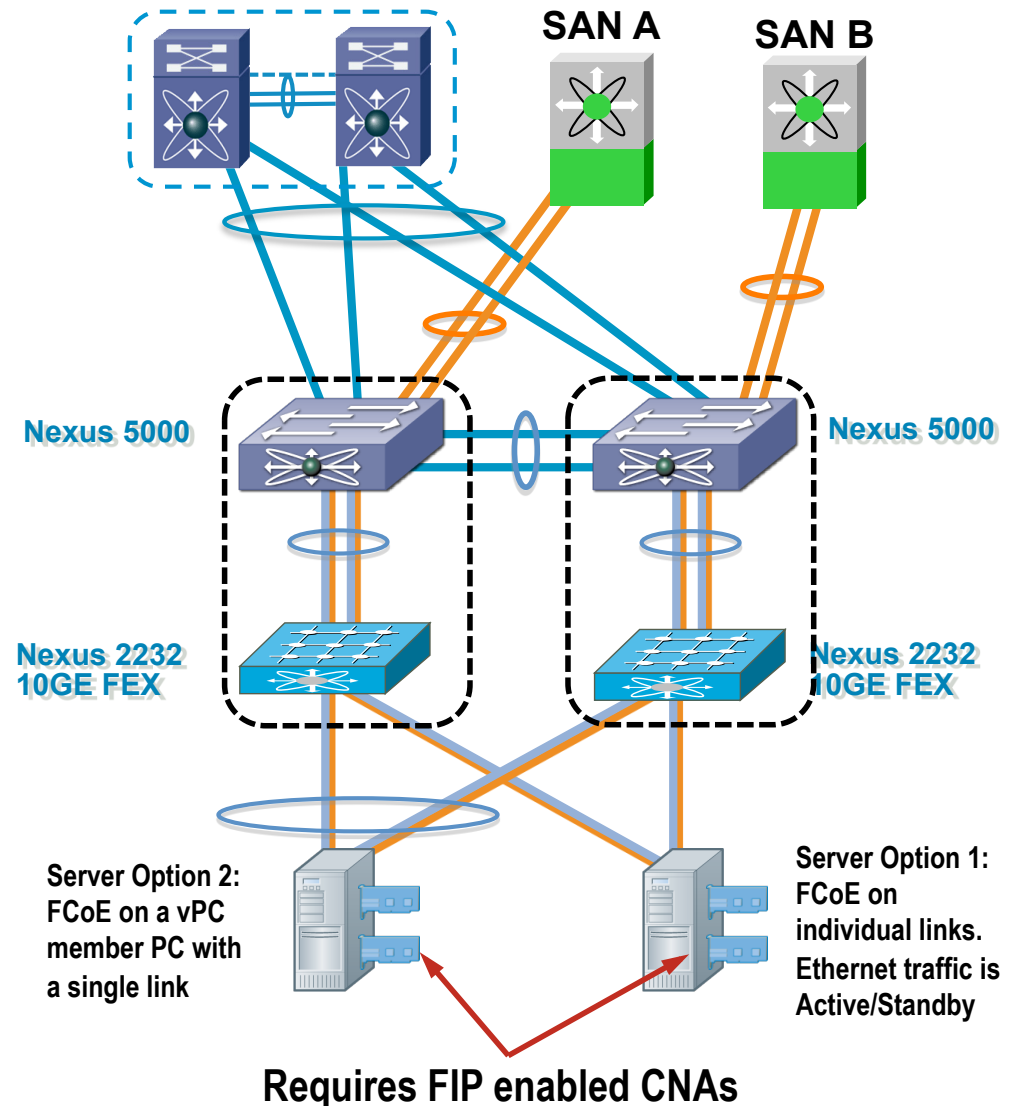 SAN A
SAN B
Nexus 5000
Nexus 5000
Nexus 2232
10GE FEX
Nexus 2232
10GE FEX
Server Option 2:
FCoE on a vPC
member PC with
a single link
Server Option 1:
FCoE on
individual links.
Ethernet traffic is
Active/Standby
Requires FIP enabled CNAs